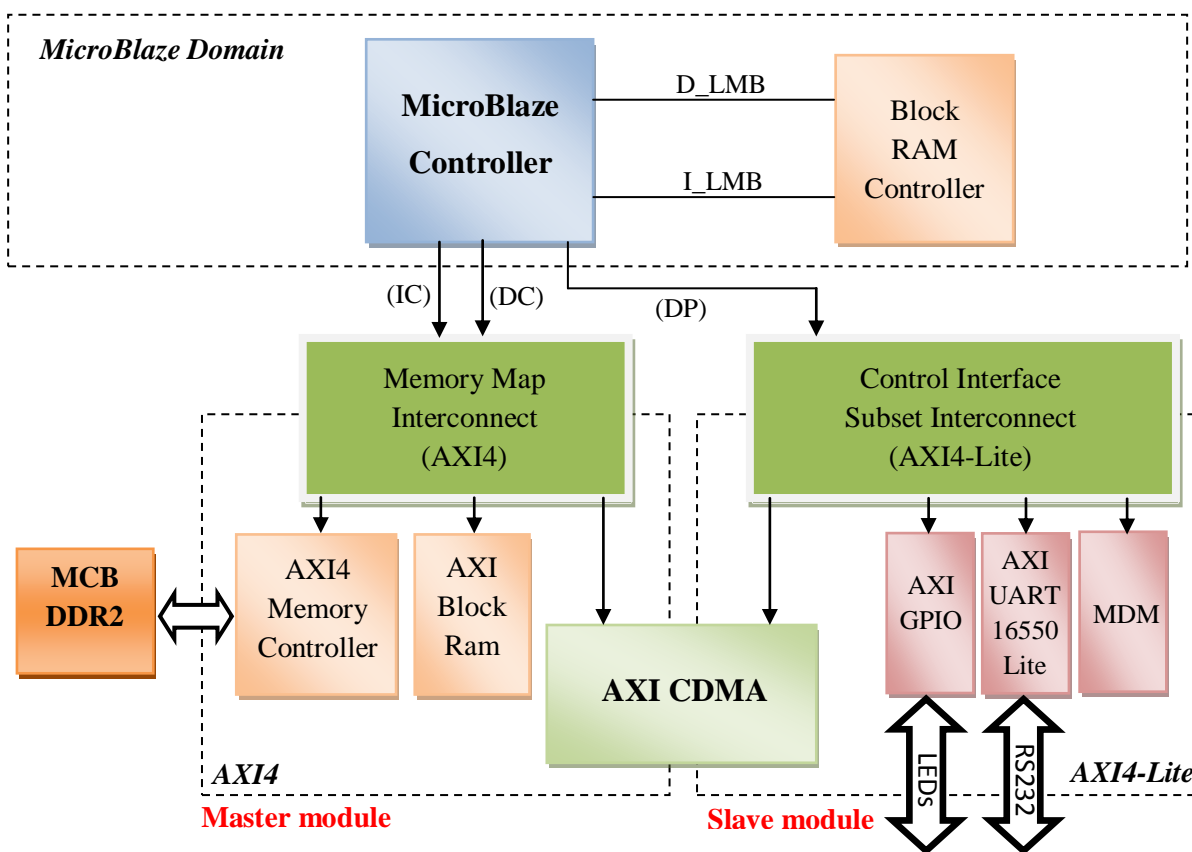 MicroBlaze Domain
MicroBlaze
Controller
D_LMB
I_LMB
Block
RAM
Controller
(IC)
(DC)
(DP)
Memory Map
Interconnect
(AXI4)
Control Interface
Subset Interconnect
(AXI4-Lite)
MCB
DDR2
AXI4
Memory
Controller
AXI
Block
Ram
AXI CDMA
AXI
GPIO
AXI
UART
16550
Lite
MDM
LEDs
RS232
AXI4
AXI4-Lite
Master module
Slave module